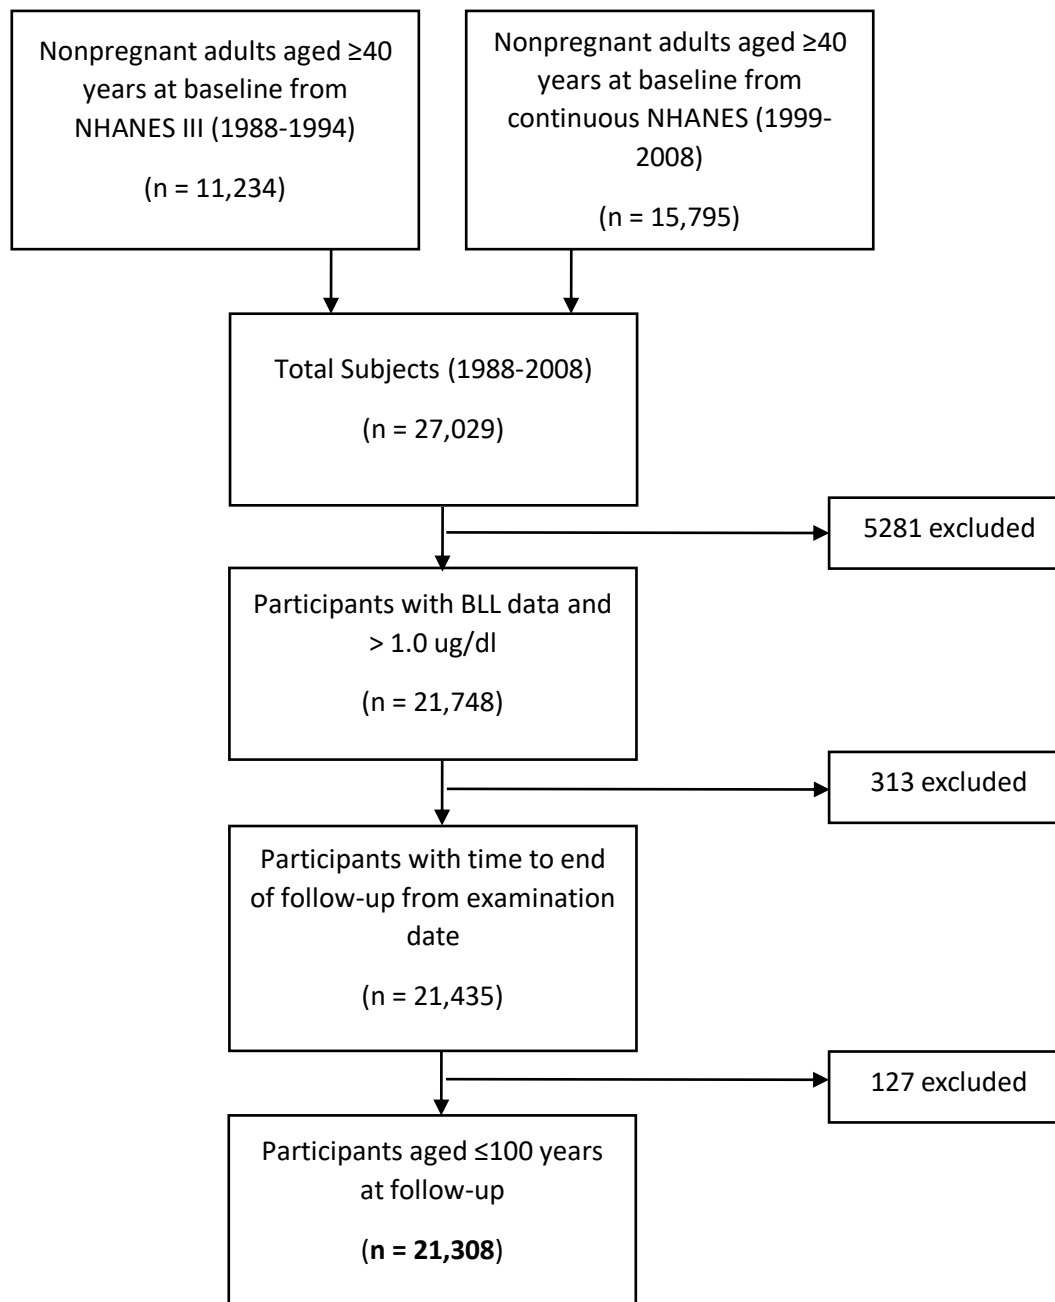 Nonpregnant adults aged ≥40
years at baseline from
NHANES III (1988-1994)
(n = 11,234)
Nonpregnant adults aged ≥40
years at baseline from
continuous NHANES (1999-
2008)
(n = 15,795)
Total Subjects (1988-2008)
(n = 27,029)
5281 excluded
Participants with BLL data and
> 1.0 ug/dl
(n = 21,748)
313 excluded
Participants with time to end
of follow-up from examination
date
(n = 21,435)
127 excluded
Participants aged ≤100 years
at follow-up
(n = 21,308)